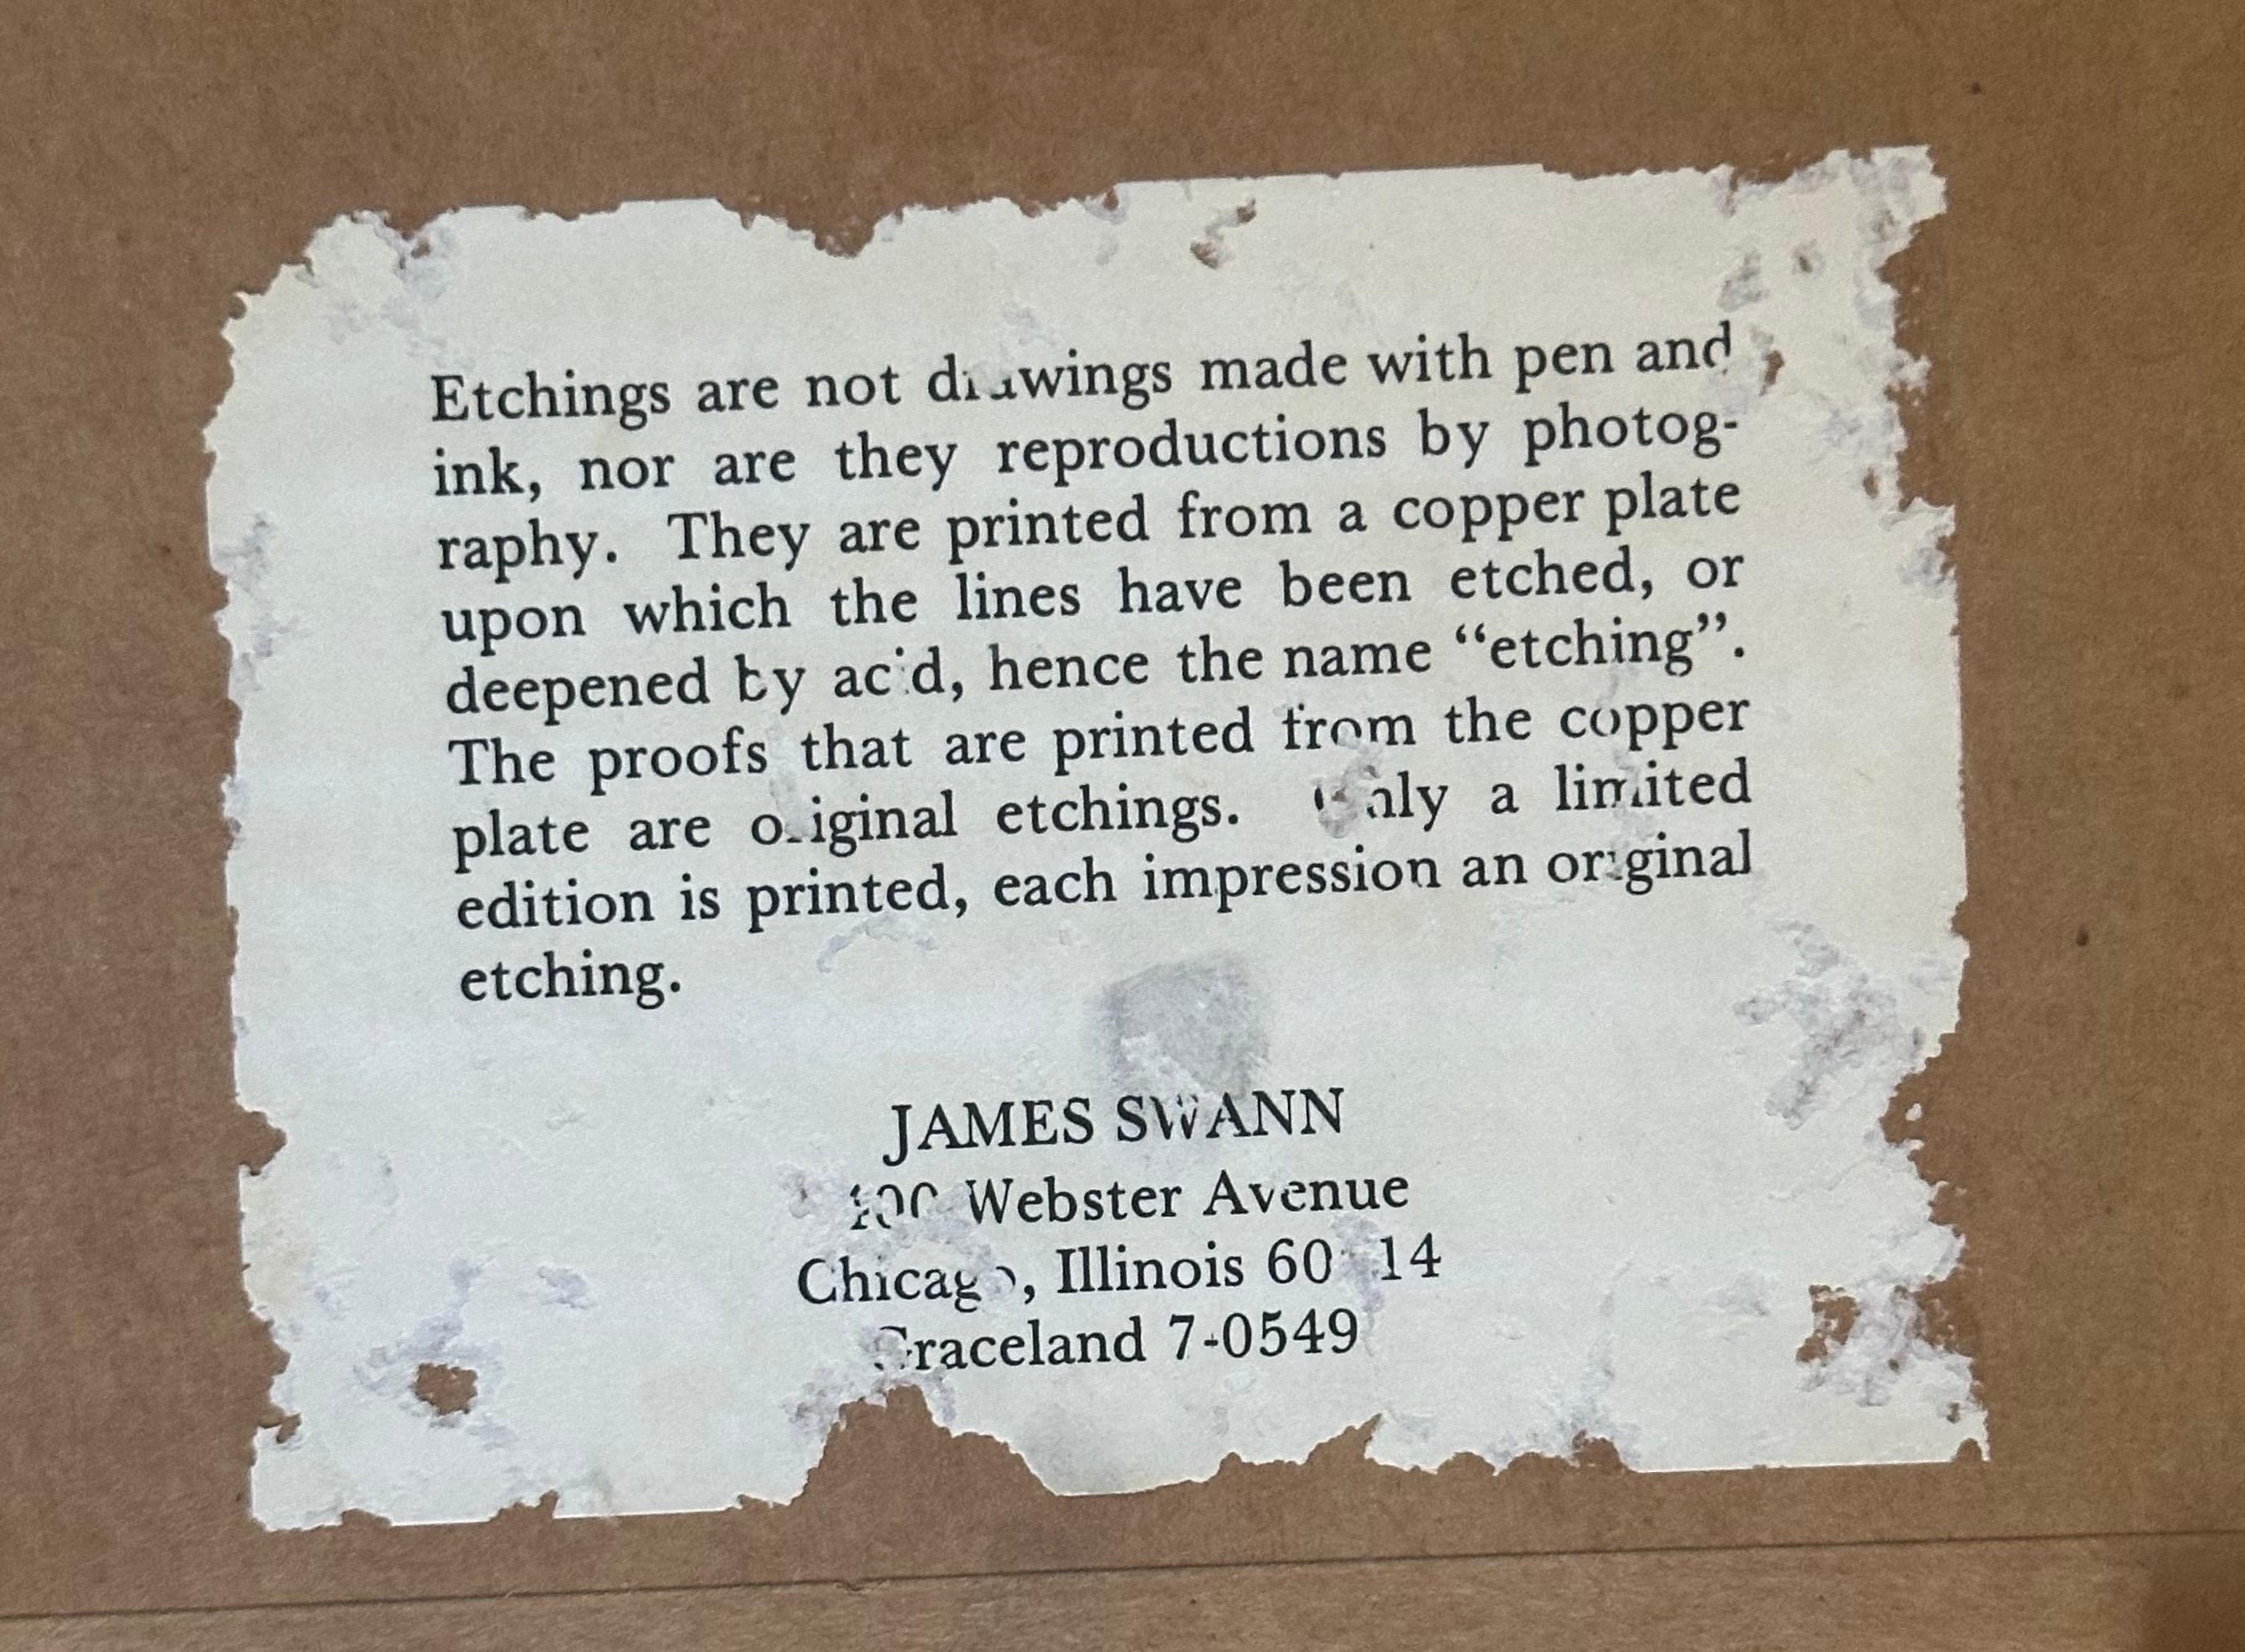 Etchings are not drawings made with pen and
ink, nor are they reproductions by photog-
raphy. They are printed from a copper plate
upon which the lines have been etched, or
deepened by acid, hence the name “etching”.
The proofs that are printed from the copper
plate are original etchings. Only a limited
edition is printed, each impression an original
etching.
JAMES SWANN
Webster Avenue
Chicago, Illinois
Graceland 7-0549